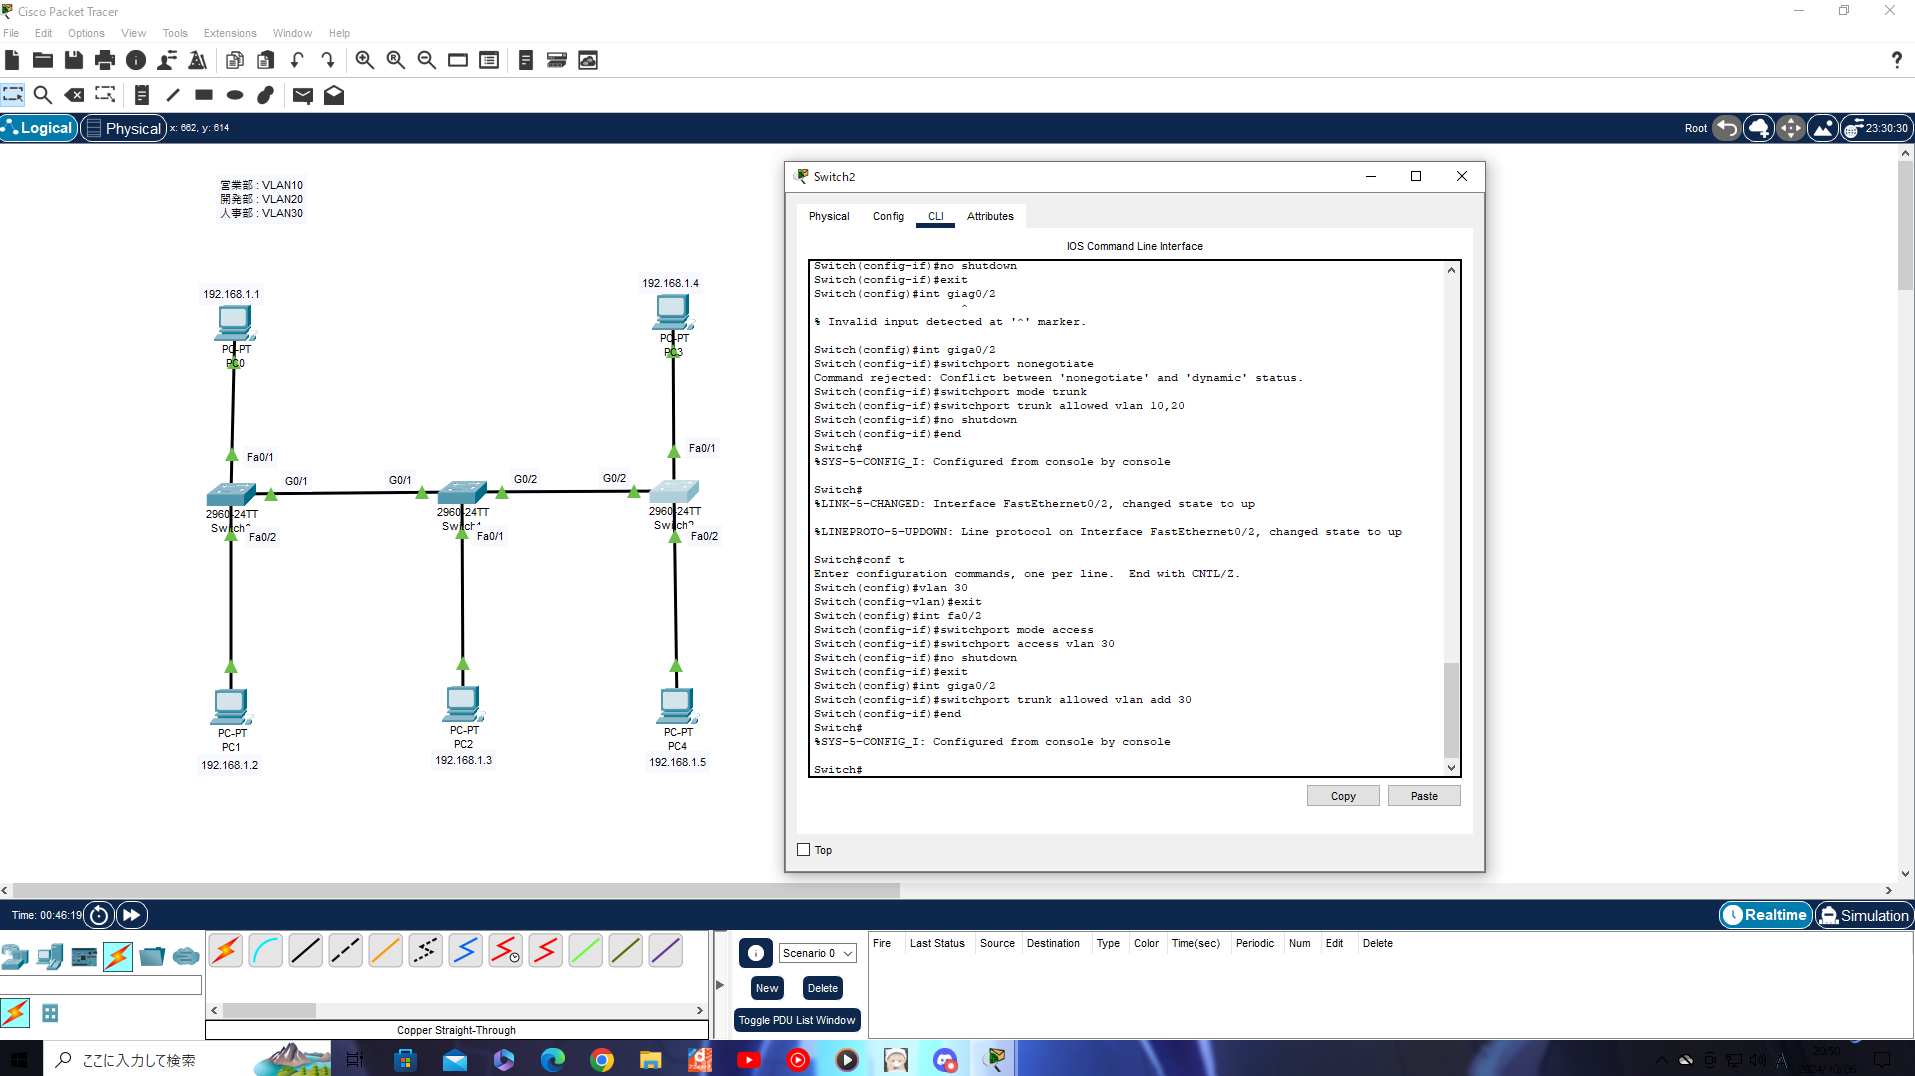 Cisco Packet Tracer
File Edit Options View Tools Extensions Window Help
Logical Physical x: 662, y: 614 Root 23:30:30
営業部 : VLAN10
開発部 : VLAN20
人事部 : VLAN30
192.168.1.1
PC-PT
PC0
192.168.1.4
PC-PT
PC3
Fa0/1
Fa0/1
G0/1
G0/1
G0/2
G0/2
2960-24TT
2960-24TT
2960-24TT
Fa0/2
Fa0/1
Fa0/2
PC-PT
PC1
192.168.1.2
PC-PT
PC2
192.168.1.3
PC-PT
PC4
192.168.1.5
Switch2
Physical Config CLI Attributes
IOS Command Line Interface
Switch(config-if)#no shutdown
Switch(config-if)#exit
Switch(config)#int giag0/2
^
% Invalid input detected at '^' marker.
Switch(config)#int giga0/2
Switch(config-if)#switchport nonegotiate
Command rejected: Conflict between 'nonegotiate' and 'dynamic' status.
Switch(config-if)#switchport mode trunk
Switch(config-if)#switchport trunk allowed vlan 10,20
Switch(config-if)#no shutdown
Switch(config-if)#end
Switch#
%SYS-5-CONFIG_I: Configured from console by console
Switch#
%LINK-5-CHANGED: Interface FastEthernet0/2, changed state to up
%LINEPROTO-5-UPDOWN: Line protocol on Interface FastEthernet0/2, changed state to up
Switch#conf t
Enter configuration commands, one per line.  End with CNTL/Z.
Switch(config)#vlan 30
Switch(config-vlan)#exit
Switch(config)#int fa0/2
Switch(config-if)#switchport mode access
Switch(config-if)#switchport access vlan 30
Switch(config-if)#no shutdown
Switch(config-if)#exit
Switch(config)#int giga0/2
Switch(config-if)#switchport trunk allowed vlan add 30
Switch(config-if)#end
Switch#
%SYS-5-CONFIG_I: Configured from console by console
Switch#
Copy Paste
Top
Time: 00:46:19 Realtime Simulation
Scenario 0
New Delete
Toggle PDU List Window
Fire Last Status Source Destination Type Color Time(sec) Periodic Num Edit Delete
Copper Straight-Through
ここに入力して検索
20:50
2024/10/06